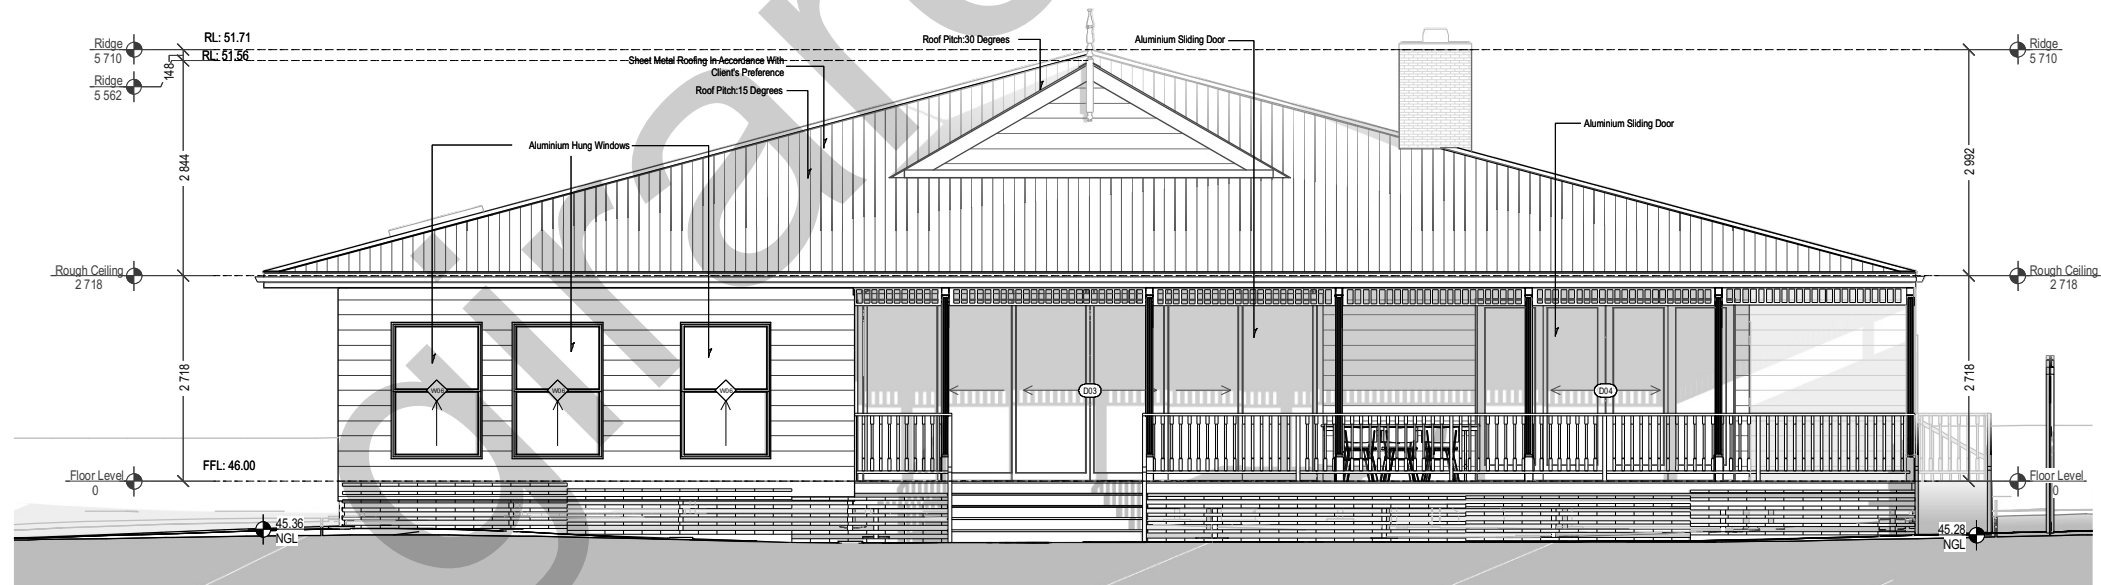 RL: 51.71
Ridge
5 710
RL: 51.56
148
Ridge
5 562
Roof Pitch:30 Degrees
Aluminium Sliding Door
Ridge
5 710
Sheet Metal Roofing In Accordance With
Client's Preference
Roof Pitch:15 Degrees
Aluminium Sliding Door
Aluminium Hung Windows
2 844
2 992
Rough Ceiling
2 718
Rough Ceiling
2 718
2 718
2 718
W06
W06
W06
D03
D04
FFL: 46.00
Floor Level
0
Floor Level
0
45.36
NGL
45.28
NGL